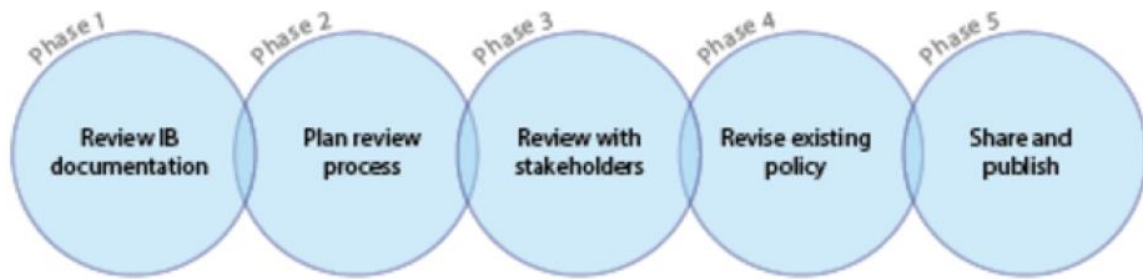 Phase 1
Phase 2
Phase 3
Phase 4
Phase 5
Review IB
documentation
Plan review
process
Review with
stakeholders
Revise existing
policy
Share and
publish